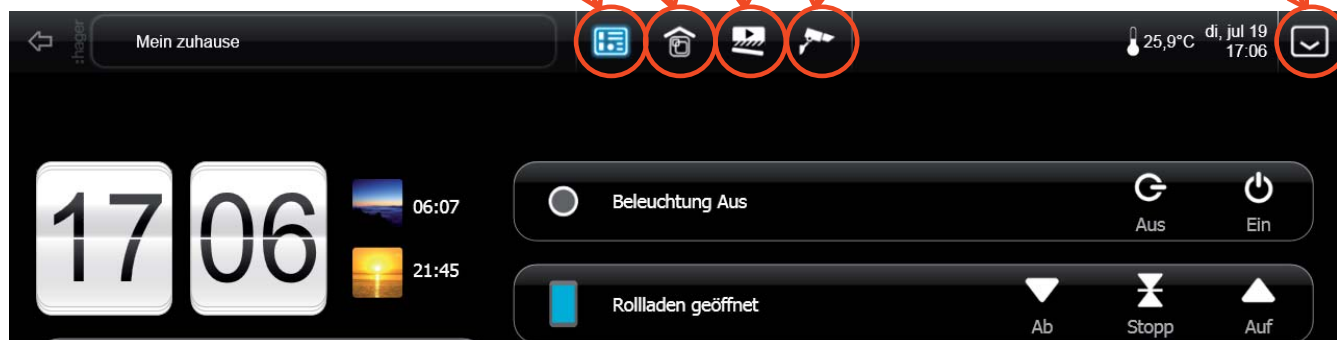 :hager
Mein zuhause
25,9°C
di, jul 19
17:06
17 06
06:07
21:45
Beleuchtung Aus
Aus
Ein
Rollladen geöffnet
Ab
Stopp
Auf